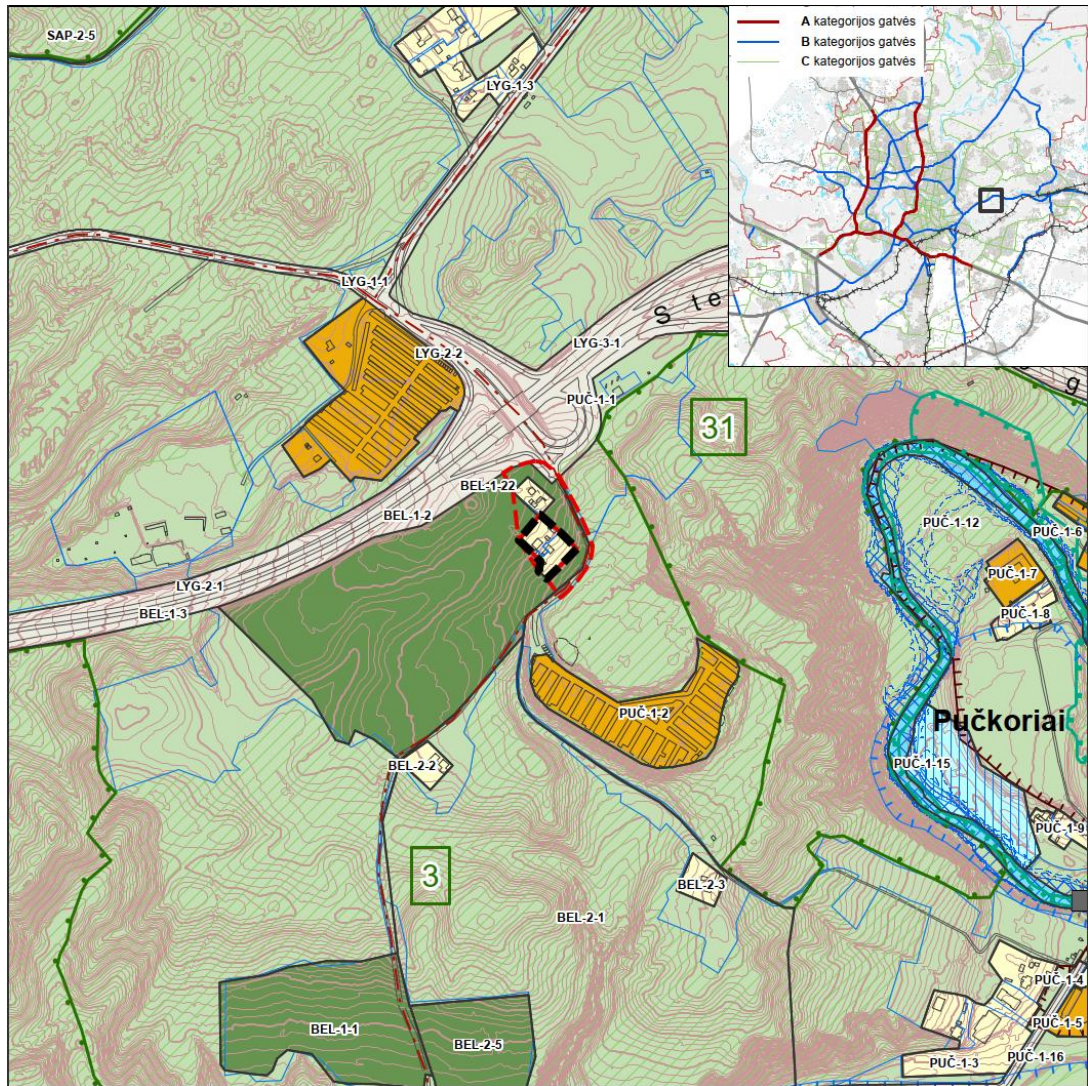 SAP-2-5
A kategorijos gatvės
B kategorijos gatvės
C kategorijos gatvės
LYG-1-3
LYG-1-1
S t e
LYG-3-1
LYG-2-2
g
PUČ-1-1
31
BEL-1-22
BEL-1-2
PUČ-1-12
PUČ-1-6
PUČ-1-7
LYG-2-1
BEL-1-3
PUČ-1-8
PUČ-1-2
Pučkoriai
BEL-2-2
PUČ-1-15
PUČ-1-9
3
BEL-2-3
BEL-2-1
PUČ-1-4
PUČ-1-5
BEL-1-1
BEL-2-5
PUČ-1-16
PUČ-1-3